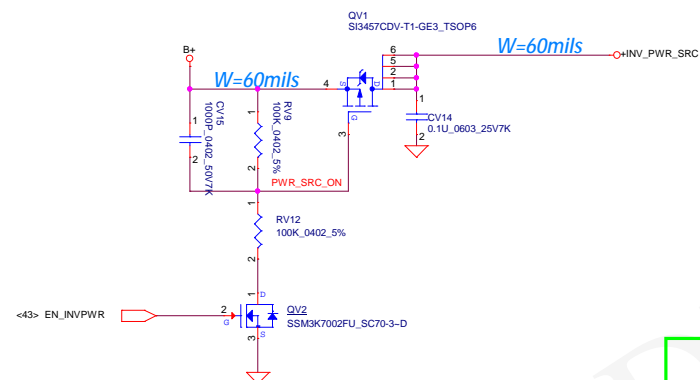 QV1
SI3457CDV-T1-GE3_TSOP6
B+
W=60mils
W=60mils
+INV_PWR_SRC
4
S
D
G
6
5
2
1
3
1
CV14
0.1U_0603_25V7K
2
1
CV15
1000P_0402_50V7K
2
1
RV9
100K_0402_5%
2
PWR_SRC_ON
1
RV12
100K_0402_5%
2
1
D
<43> EN_INVPWR
2
G
QV2
SSM3K7002FU_SC70-3~D
S
3